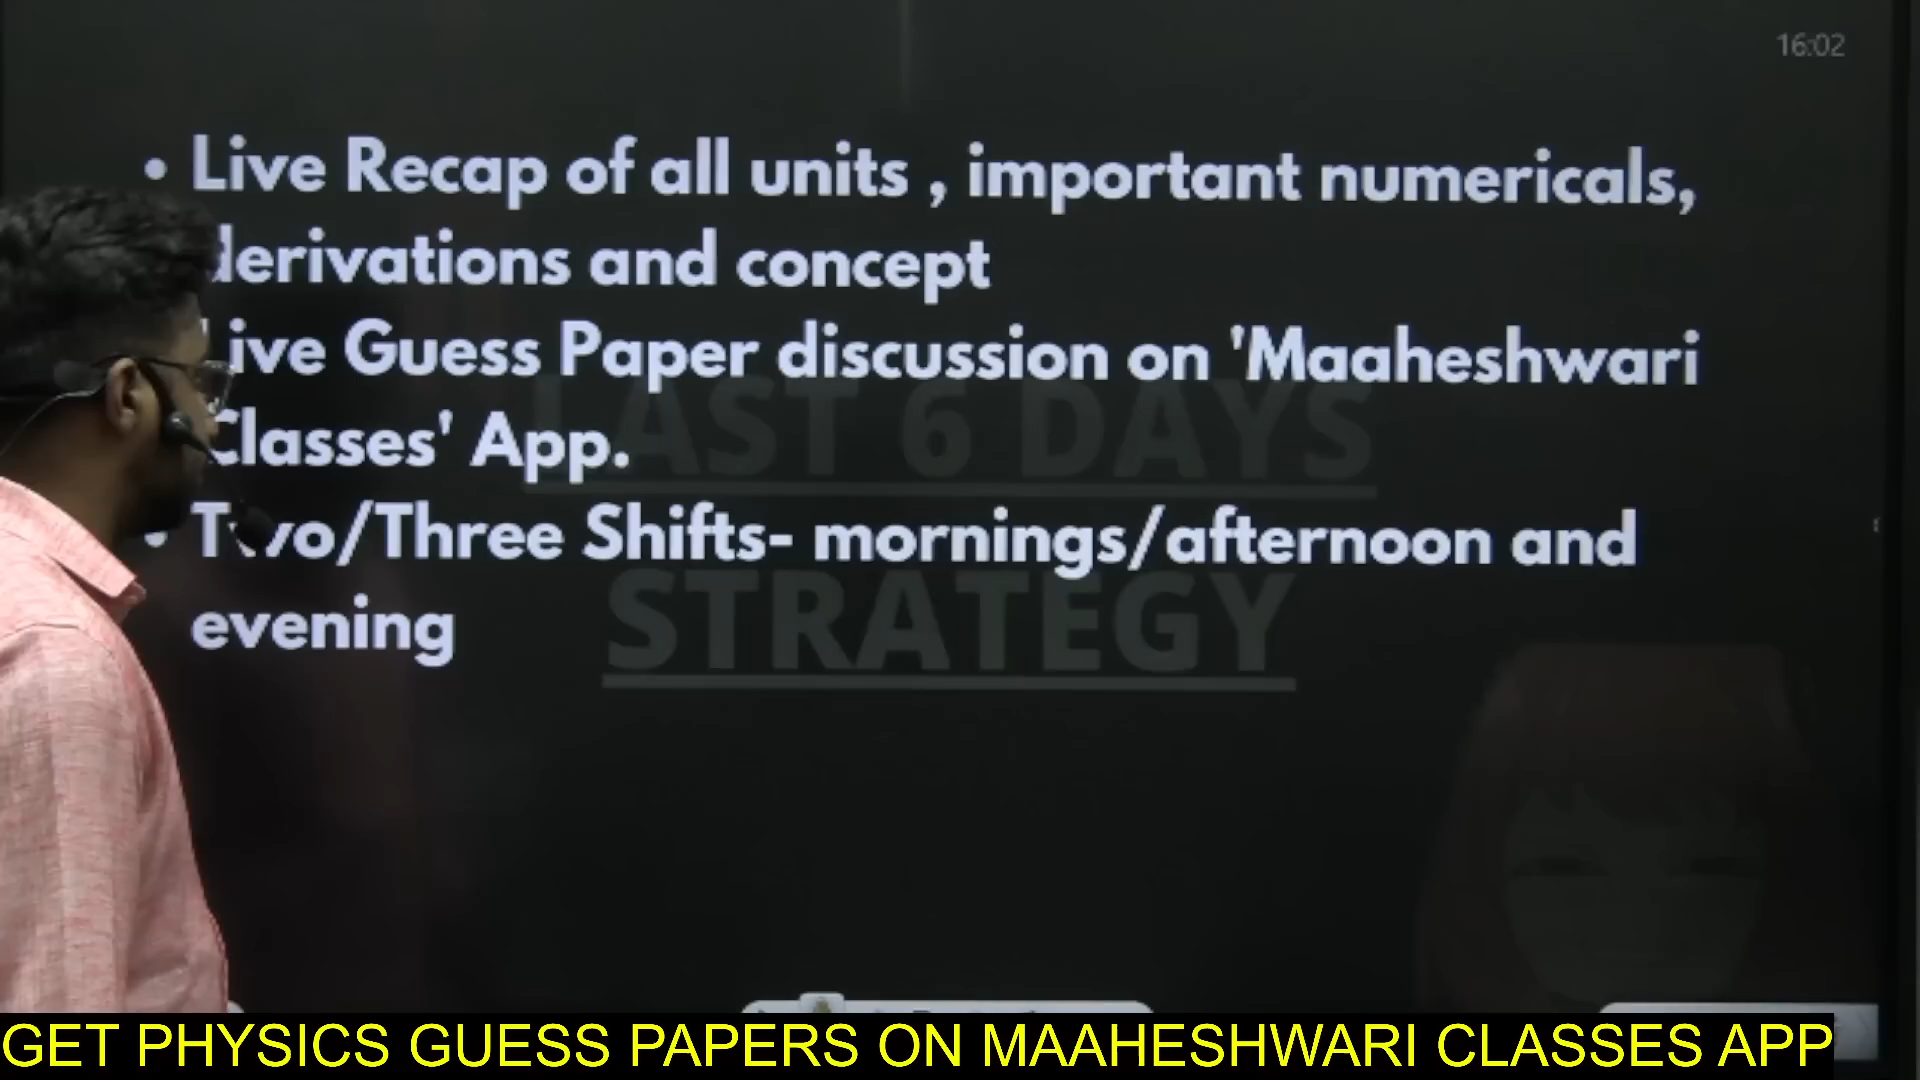 16:02
• Live Recap of all units , important numericals,
derivations and concept
Live Guess Paper discussion on 'Maaheshwari
Classes' App.
LAST 6 DAYS
• Two/Three Shifts- mornings/afternoon and
STRATEGY
evening
GET PHYSICS GUESS PAPERS ON MAAHESHWARI CLASSES APP